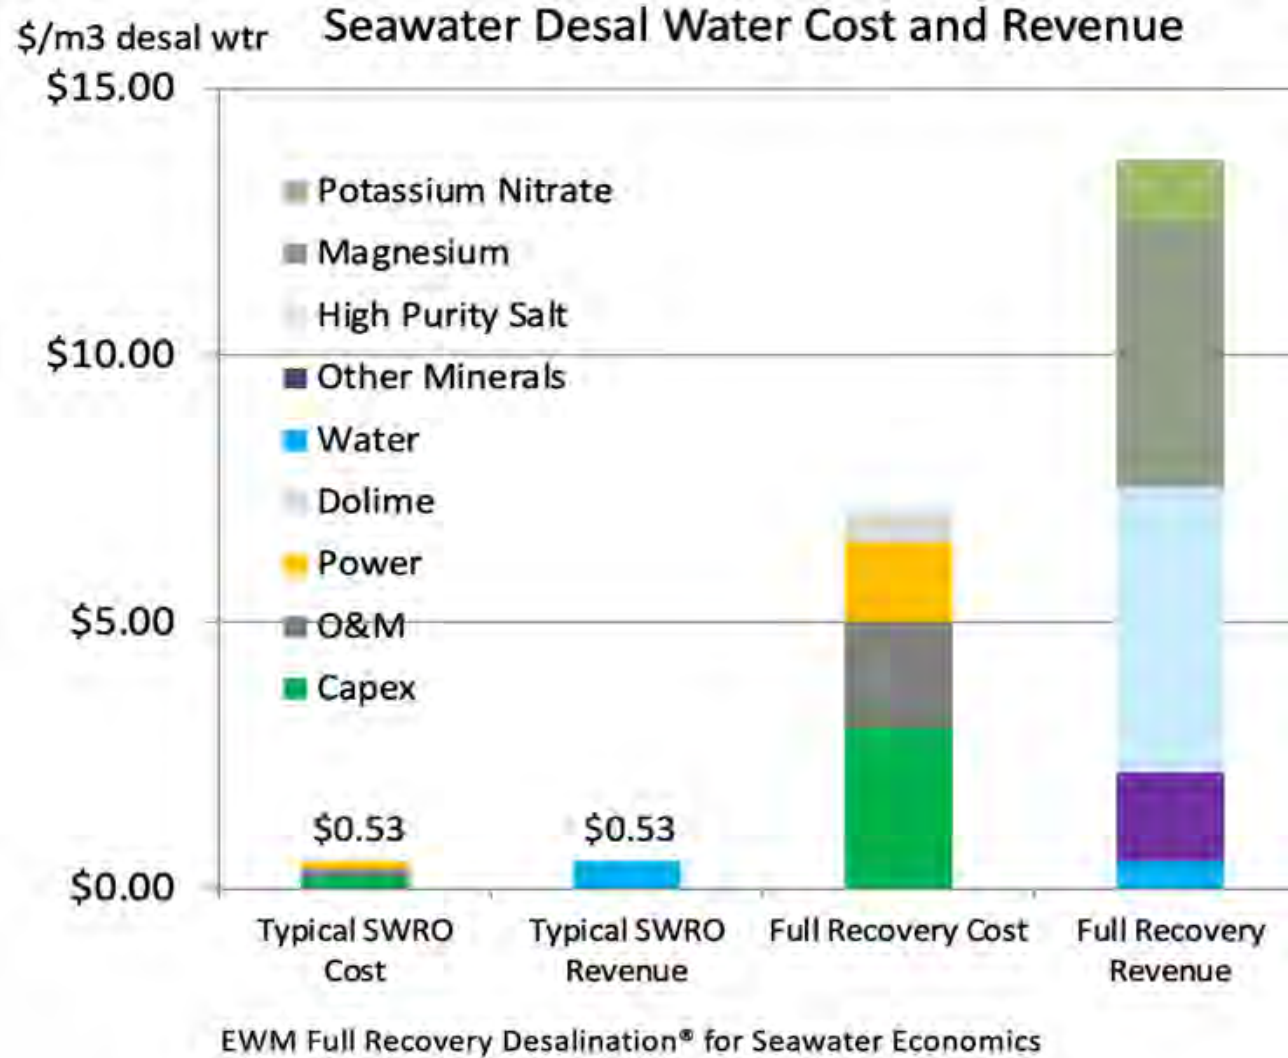 Seawater Desal Water Cost and Revenue
$/m3 desal wtr
$15.00
$10.00
$5.00
$0.00
Potassium Nitrate
Magnesium
High Purity Salt
Other Minerals
Water
Dolime
Power
O&M
Capex
$0.53
$0.53
Typical SWRO
Cost
Typical SWRO
Revenue
Full Recovery Cost
Full Recovery
Revenue
EWM Full Recovery Desalination® for Seawater Economics